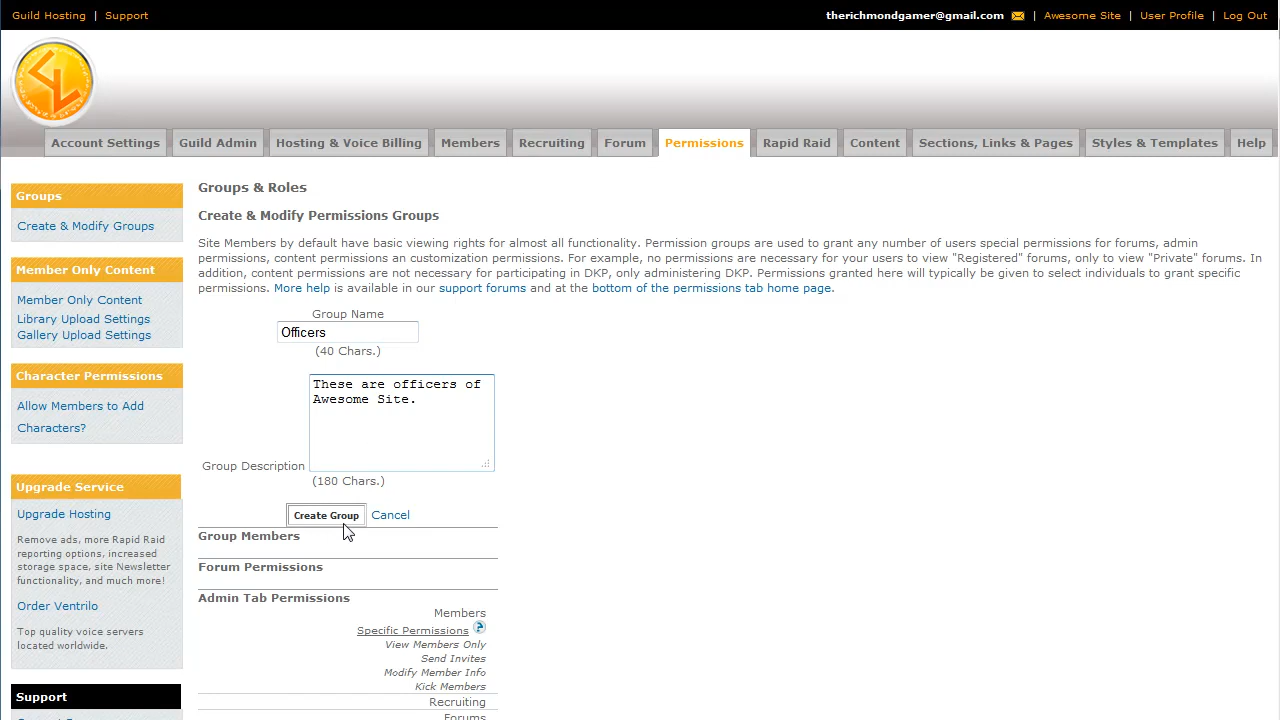 Guild Hosting | Support
therichmondgamer@gmail.com | Awesome Site | User Profile | Log Out
Account Settings Guild Admin Hosting & Voice Billing Members Recruiting Forum Permissions Rapid Raid Content Sections, Links & Pages Styles & Templates Help
Groups
Create & Modify Groups
Member Only Content
Member Only Content
Library Upload Settings
Gallery Upload Settings
Character Permissions
Allow Members to Add
Characters?
Upgrade Service
Upgrade Hosting
Remove ads, more Rapid Raid
reporting options, increased
storage space, site Newsletter
functionality, and much more!
Order Ventrilo
Top quality voice servers
located worldwide.
Support
Groups & Roles
Create & Modify Permissions Groups
Site Members by default have basic viewing rights for almost all functionality. Permission groups are used to grant any number of users special permissions for forums, admin
permissions, content permissions an customization permissions. For example, no permissions are necessary for your users to view "Registered" forums, only to view "Private" forums. In
addition, content permissions are not necessary for participating in DKP, only administering DKP. Permissions granted here will typically be given to select individuals to grant specific
permissions. More help is available in our support forums and at the bottom of the permissions tab home page.
Group Name
Officers
(40 Chars.)
These are officers of
Awesome Site.
Group Description
(180 Chars.)
Create Group Cancel
Group Members
Forum Permissions
Admin Tab Permissions
Members
Specific Permissions ?
View Members Only
Send Invites
Modify Member Info
Kick Members
Recruiting
Forums